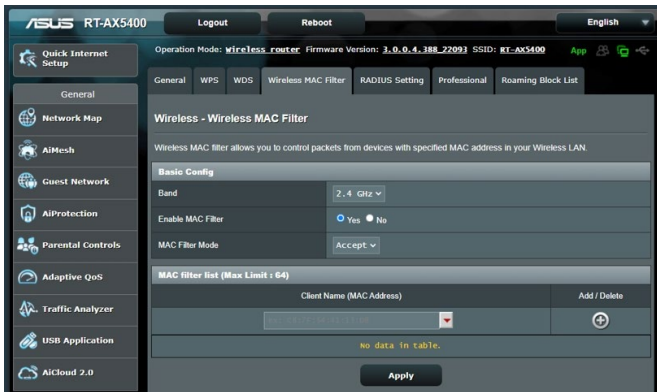 ASUS RT-AX5400 Logout Reboot English
Quick Internet Setup
Operation Mode: Wireless router Firmware Version: 3.0.0.4.388_22093 SSID: RT-AX5400 App
General WPS WDS Wireless MAC Filter RADIUS Setting Professional Roaming Block List
General
Network Map
AiMesh
Guest Network
AiProtection
Parental Controls
Adaptive QoS
Traffic Analyzer
USB Application
AiCloud 2.0
Wireless - Wireless MAC Filter
Wireless MAC filter allows you to control packets from devices with specified MAC address in your Wireless LAN.
Basic Config
Band 2.4 GHz
Enable MAC Filter Yes No
MAC Filter Mode Accept
MAC filter list (Max Limit : 64)
Client Name (MAC Address) Add / Delete
No data in table.
Apply